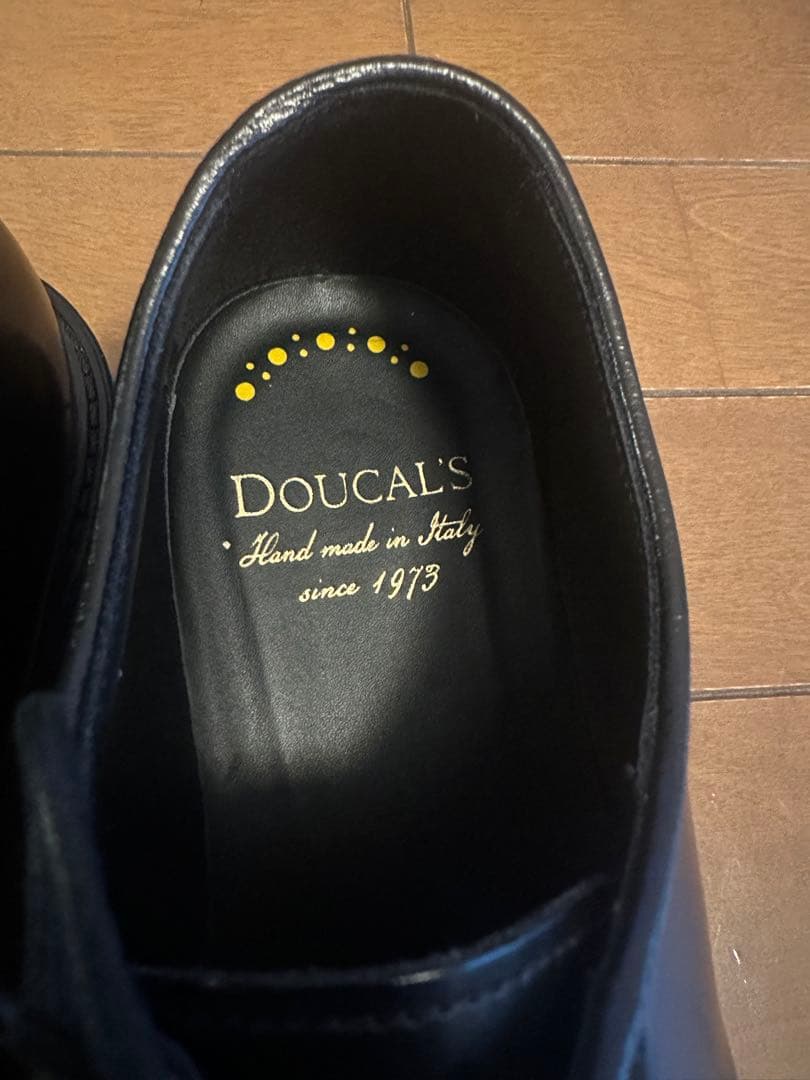 DOUCAL'S
Hand made in Italy
since 1973